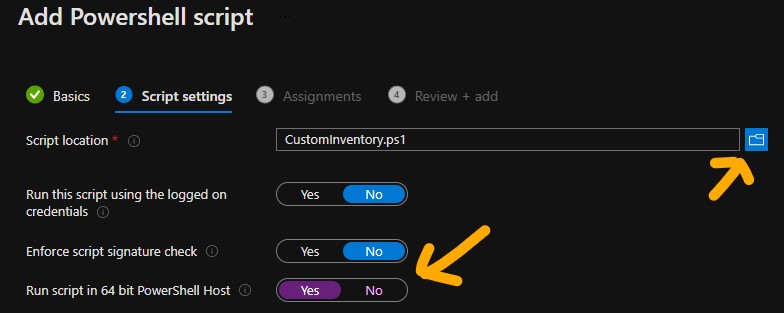 Add Powershell script ...
Basics 2 Script settings 3 Assignments 4 Review + add
Script location * CustomInventory.ps1
Run this script using the logged on Yes No
credentials
Enforce script signature check Yes No
Run script in 64 bit PowerShell Host Yes No